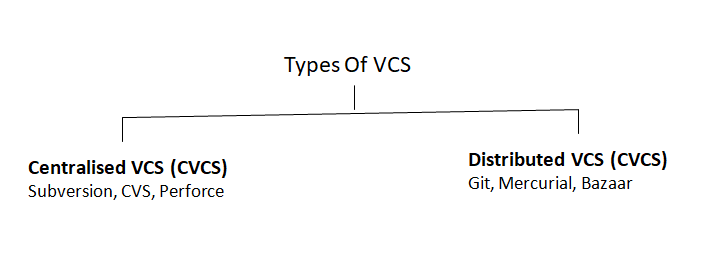 Types Of VCS
Centralised VCS (CVCS)
Subversion, CVS, Perforce
Distributed VCS (CVCS)
Git, Mercurial, Bazaar